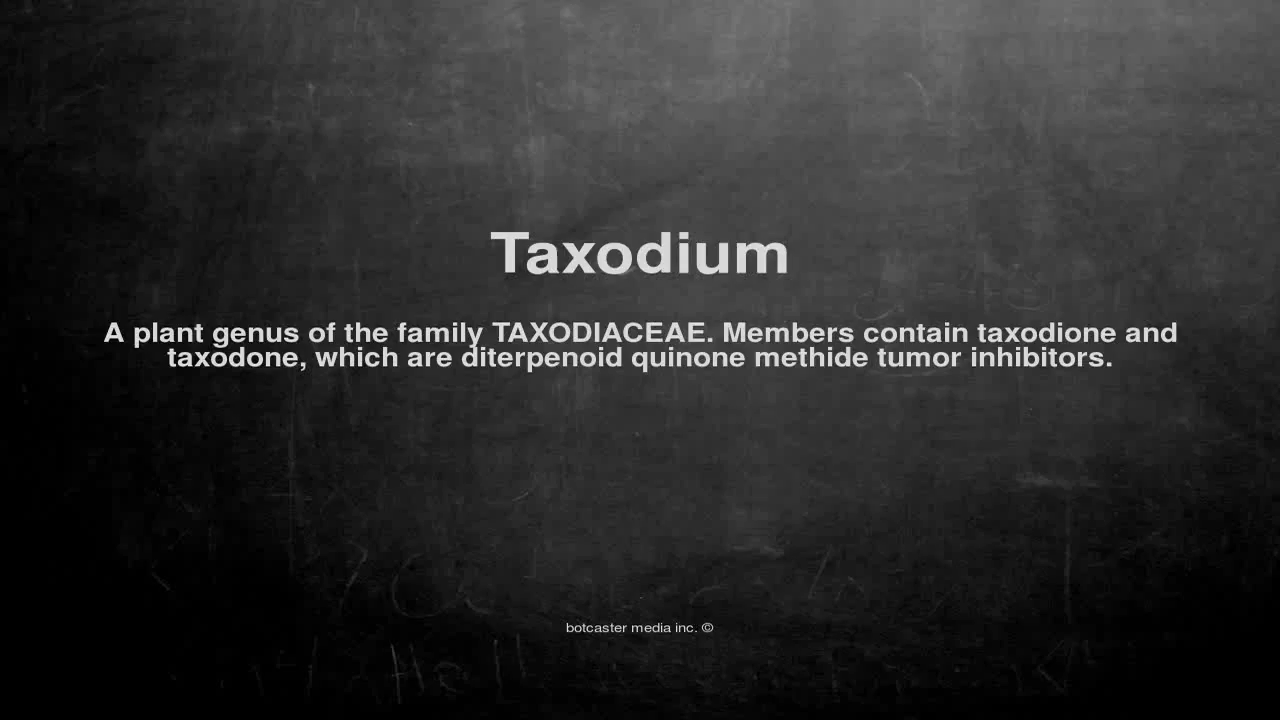 Taxodium
A plant genus of the family TAXODIACEAE. Members contain taxodione and
taxodone, which are diterpenoid quinone methide tumor inhibitors.
botcaster media inc. ©